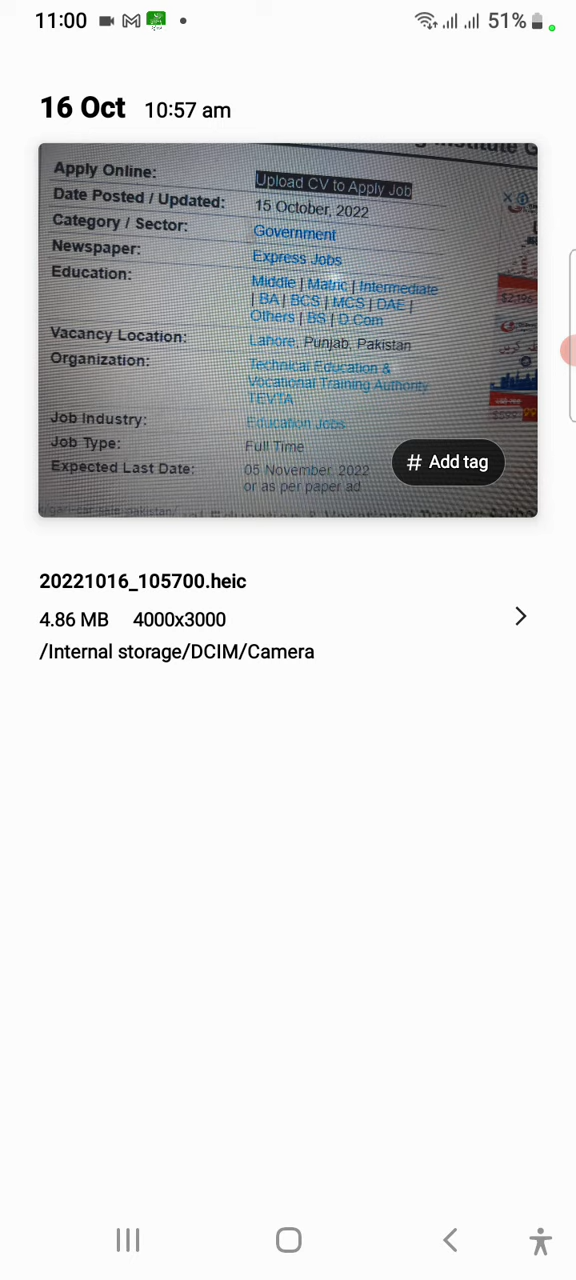 11:00
51%
16 Oct 10:57 am
Institute
Apply Online: Upload CV to Apply Job
Date Posted / Updated: 15 October, 2022
Category / Sector: Government
Newspaper: Express Jobs
Education: Middle | Matric | Intermediate
| BA | BCS | MCS | DAE |
Others | BS | D.Com
Vacancy Location: Lahore, Punjab, Pakistan
Organization: Technical Education &
Vocational Training Authority
TEVTA
Job Industry: Education Jobs
Job Type: Full Time
Expected Last Date: 05 November, 2022
or as per paper ad
# Add tag
20221016_105700.heic
4.86 MB 4000x3000
/Internal storage/DCIM/Camera